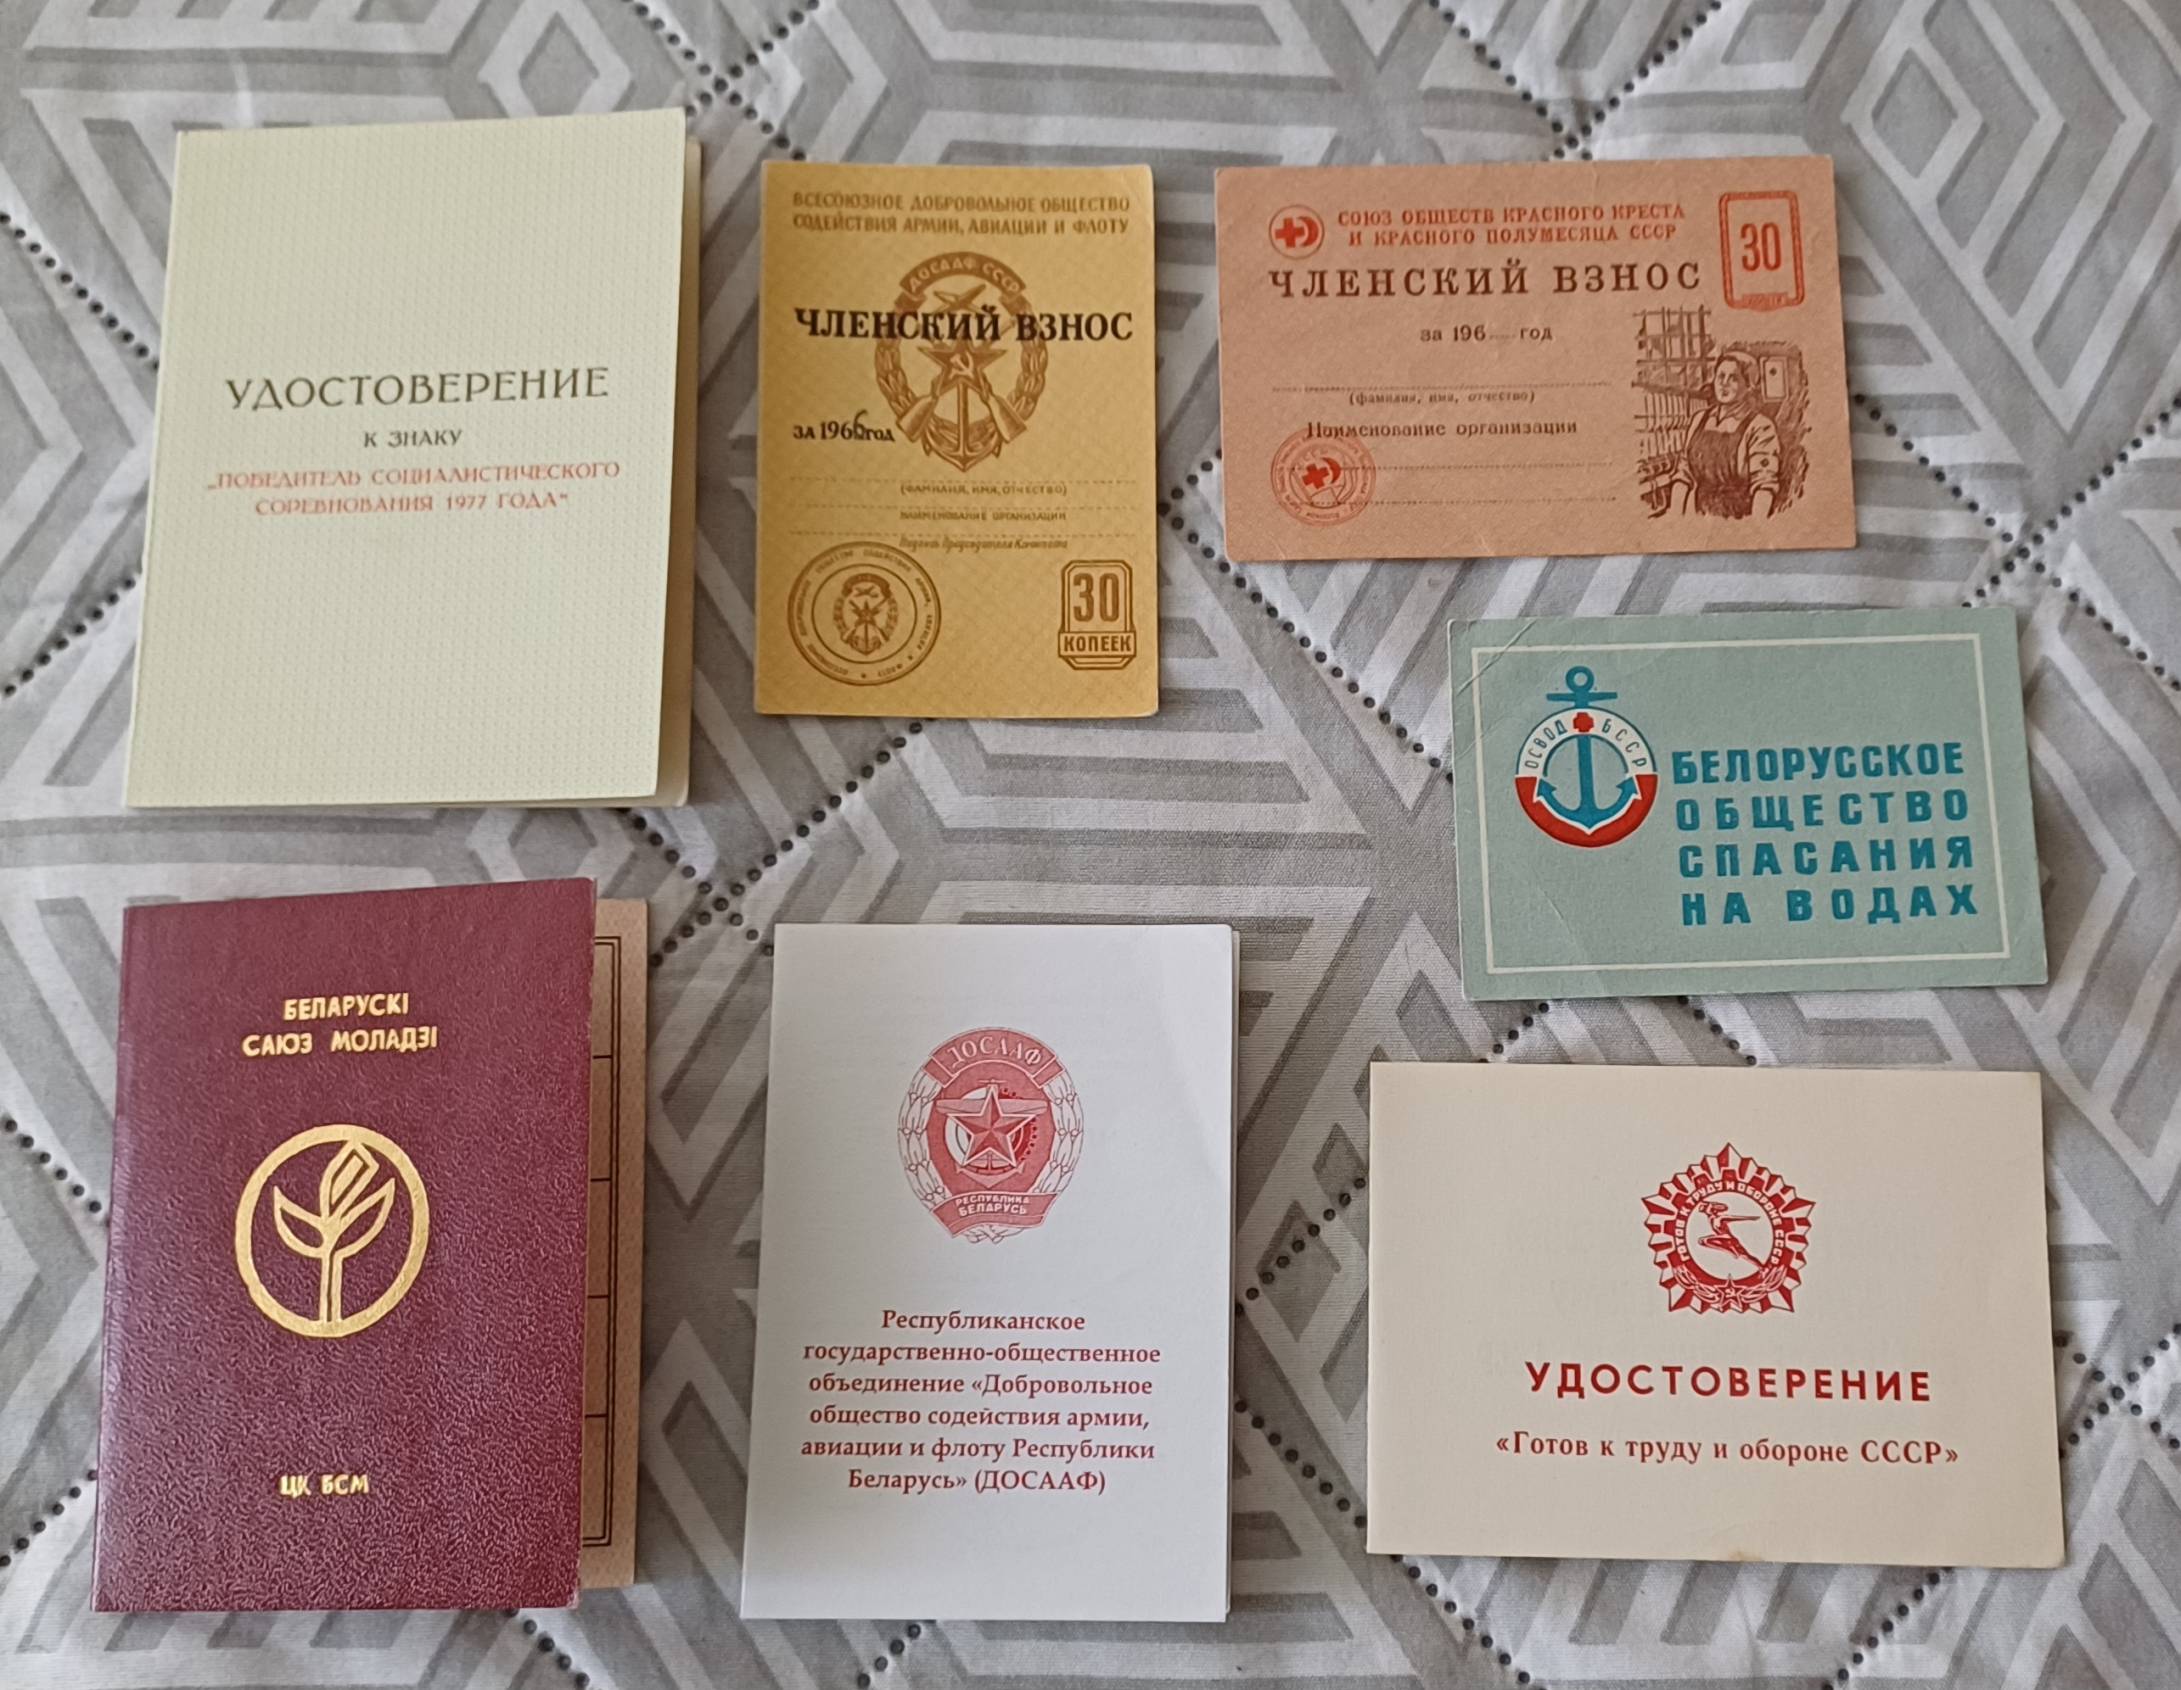 УДОСТОВЕРЕНИЕ
К ЗНАКУ
„ПОБЕДИТЕЛЬ СОЦИАЛИСТИЧЕСКОГО
СОРЕВНОВАНИЯ 1977 ГОДА“
ВСЕСОЮЗНОЕ ДОБРОВОЛЬНОЕ ОБЩЕСТВО
СОДЕЙСТВИЯ АРМИИ, АВИАЦИИ И ФЛОТУ
ДОСААФ СССР
ЧЛЕНСКИЙ ВЗНОС
ЗА 1966 ГОД
(ФАМИЛИЯ, ИМЯ, ОТЧЕСТВО)
НАИМЕНОВАНИЕ ОРГАНИЗАЦИИ
Подпись Председателя Комитета
30
КОПЕЕК
СОЮЗ ОБЩЕСТВ КРАСНОГО КРЕСТА
И КРАСНОГО ПОЛУМЕСЯЦА СССР
30
ЧЛЕНСКИЙ ВЗНОС
за 196 год
(фамилия, имя, отчество)
Наименование организации
ОСВОД БССР
БЕЛОРУССКОЕ
ОБЩЕСТВО
СПАСАНИЯ
НА ВОДАХ
БЕЛАРУСКІ
САЮЗ МОЛАДЗІ
ЦК БСМ
ДОСААФ
РЕСПУБЛИКА
БЕЛАРУСЬ
Республиканское
государственно-общественное
объединение «Добровольное
общество содействия армии,
авиации и флоту Республики
Беларусь» (ДОСААФ)
ГОТОВ К ТРУДУ И ОБОРОНЕ СССР
УДОСТОВЕРЕНИЕ
«Готов к труду и обороне СССР»